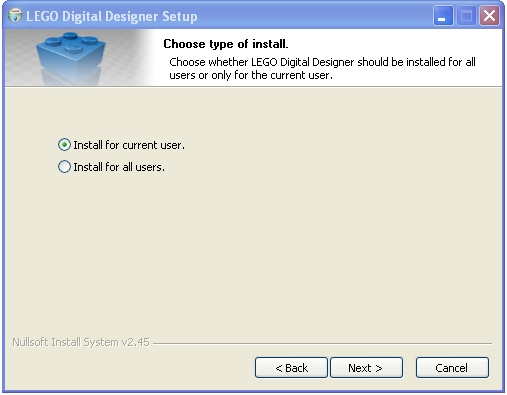 LEGO Digital Designer Setup
Choose type of install.
Choose whether LEGO Digital Designer should be installed for all
users or only for the current user.
Install for current user.
Install for all users.
Nullsoft Install System v2.45
< Back Next > Cancel